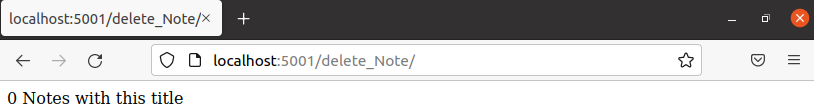 localhost:5001/delete_Note/
localhost:5001/delete_Note/
0 Notes with this title